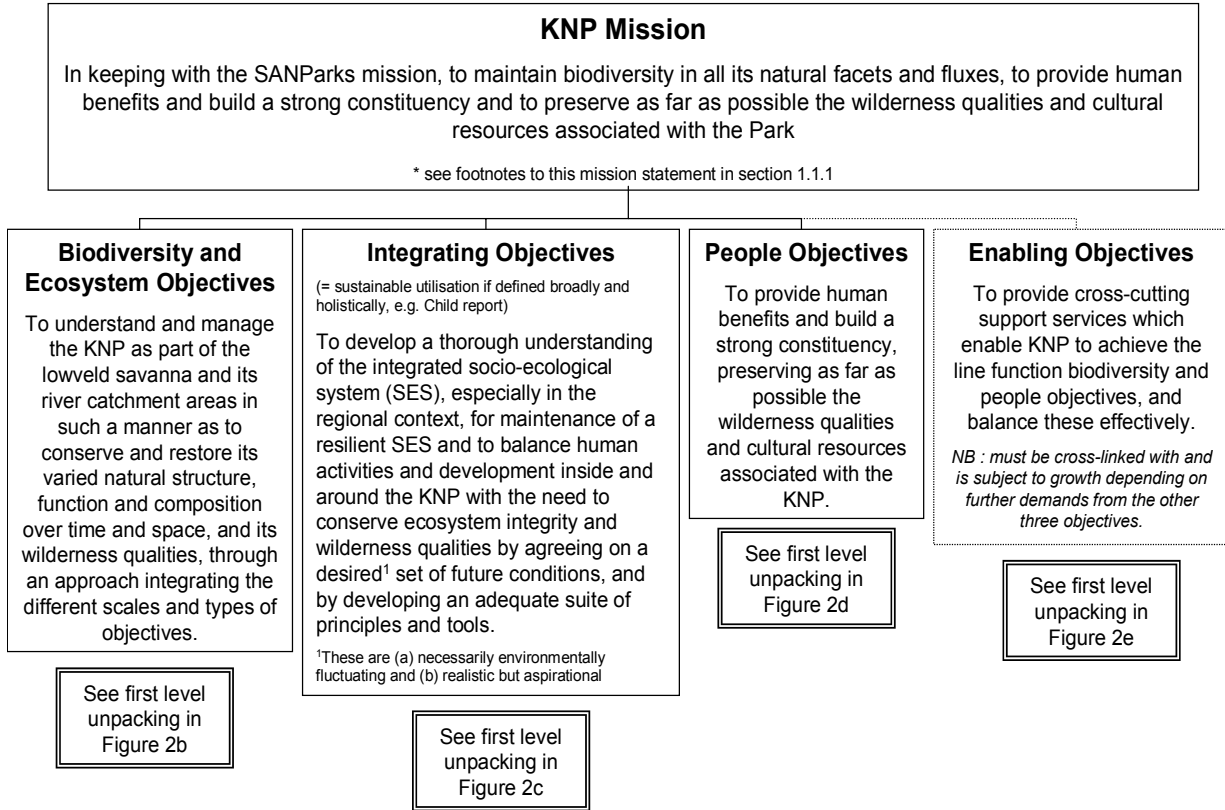 KNP Mission
In keeping with the SANParks mission, to maintain biodiversity in all its natural facets and fluxes, to provide human
benefits and build a strong constituency and to preserve as far as possible the wilderness qualities and cultural
resources associated with the Park
* see footnotes to this mission statement in section 1.1.1
Biodiversity and
Ecosystem Objectives
To understand and manage
the KNP as part of the
lowveld savanna and its
river catchment areas in
such a manner as to
conserve and restore its
varied natural structure,
function and composition
over time and space, and its
wilderness qualities, through
an approach integrating the
different scales and types of
objectives.
See first level
unpacking in
Figure 2b
Integrating Objectives
(= sustainable utilisation if defined broadly and
holistically, e.g. Child report)
To develop a thorough understanding
of the integrated socio-ecological
system (SES), especially in the
regional context, for maintenance of a
resilient SES and to balance human
activities and development inside and
around the KNP with the need to
conserve ecosystem integrity and
wilderness qualities by agreeing on a
desired¹ set of future conditions, and
by developing an adequate suite of
principles and tools.
¹These are (a) necessarily environmentally
fluctuating and (b) realistic but aspirational
See first level
unpacking in
Figure 2c
People Objectives
To provide human
benefits and build a
strong constituency,
preserving as far as
possible the
wilderness qualities
and cultural resources
associated with the
KNP.
See first level
unpacking in
Figure 2d
Enabling Objectives
To provide cross-cutting
support services which
enable KNP to achieve the
line function biodiversity and
people objectives, and
balance these effectively.
NB : must be cross-linked with and
is subject to growth depending on
further demands from the other
three objectives.
See first level
unpacking in
Figure 2e